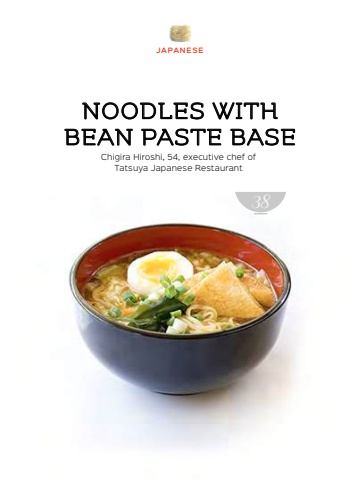 JAPANESE
NOODLES WITH
BEAN PASTE BASE
Chigira Hiroshi, 54, executive chef of
Tatsuya Japanese Restaurant
38